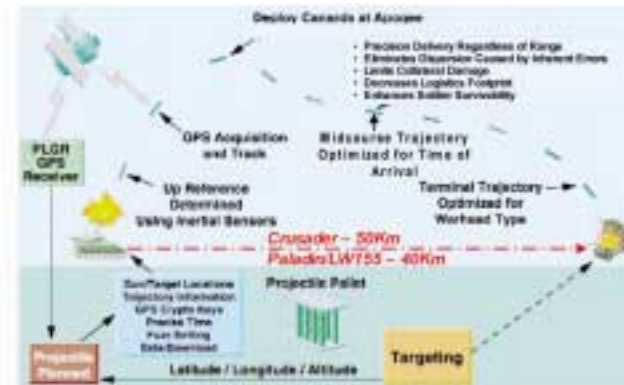 Deploy Canards at Apogee
• Precision Delivery Regardless of Range
• Eliminates Dispersion Caused by Inherent Errors
• Limits Collateral Damage
• Decreases Logistics Footprint
• Enhances Soldier Survivability
GPS Acquisition
and Track
Midcourse Trajectory
Optimized for Time of
Arrival
PLGR
GPS
Receiver
Up Reference
Determined
Using Inertial Sensors
Terminal Trajectory
Optimized for
Warhead Type
Crusader – 50Km
Paladin/LW155 – 40Km
Gun/Target Locations
Trajectory Information
GPS Crypto Keys
Precise Time
Fuze Setting
Data Download
Projectile Pallet
Projectile
Targeting
Latitude / Longitude / Altitude